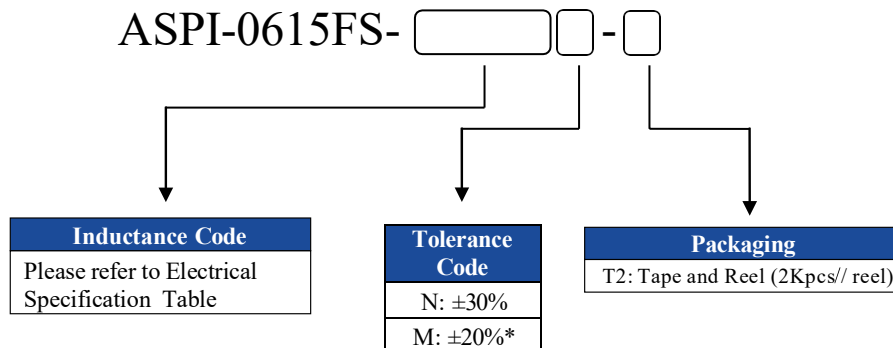 ASPI-0615FS- -
Inductance Code
Please refer to Electrical
Specification Table
Tolerance
Code
N: ±30%
M: ±20%*
Packaging
T2: Tape and Reel (2Kpcs// reel)